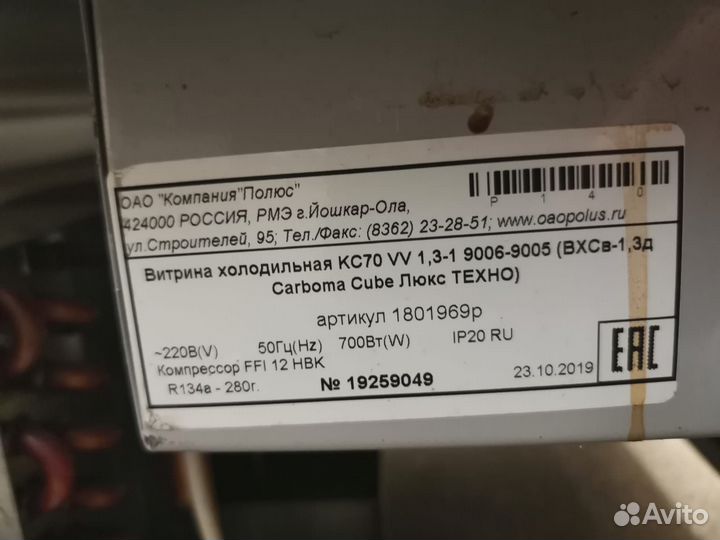 ОАО "Компания"Полюс"
424000 РОССИЯ, РМЭ г.Йошкар-Ола,
ул.Строителей, 95; Тел./Факс: (8362) 23-28-51; www.oaopolus.ru
P 1 4 0
Витрина холодильная KC70 VV 1,3-1 9006-9005 (ВХСв-1,3д
Carboma Cube Люкс ТЕХНО)
артикул 1801969р
~220В(V) 50Гц(Hz) 700Вт(W) IP20 RU
Компрессор FFI 12 HBK
R134a - 280г. № 19259049 23.10.2019
EAC
Avito